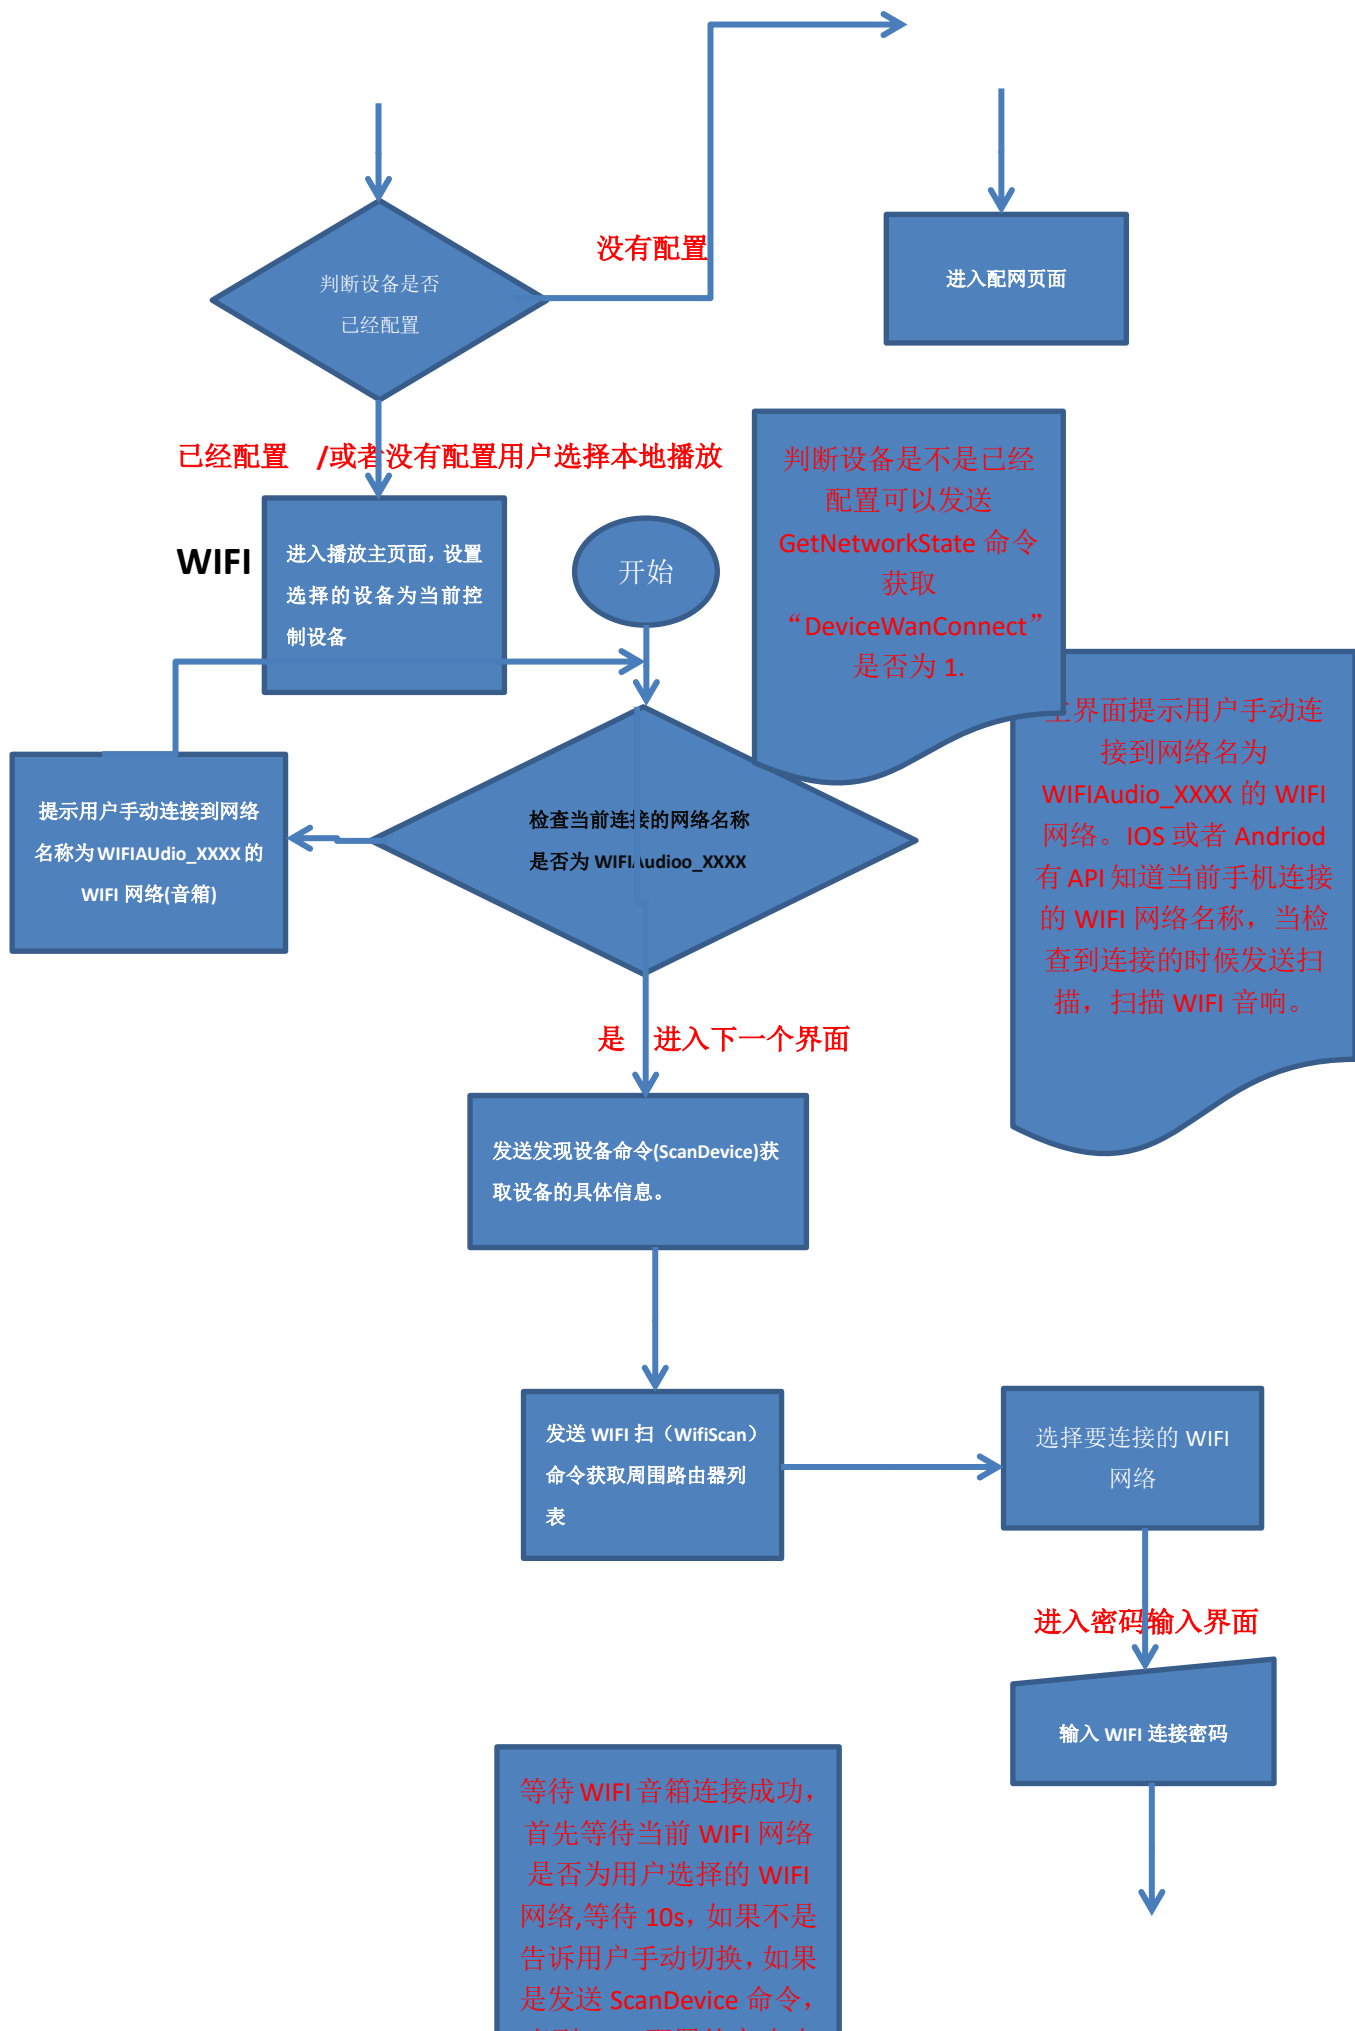 没有配置
判断设备是否
已经配置
进入配网页面
已经配置 /或者没有配置用户选择本地播放
WIFI
进入播放主页面，设置
选择的设备为当前控
制设备
开始
判断设备是不是已经
配置可以发送
GetNetworkState 命令
获取
“DeviceWanConnect”
是否为 1.
界面提示用户手动连
接到网络名为
WIFIAudio_XXXX 的 WIFI
网络。IOS 或者 Andriod
有 API 知道当前手机连接
的 WIFI 网络名称，当检
查到连接的时候发送扫
描，扫描 WIFI 音响。
提示用户手动连接到网络
名称为 WIFIAUdio_XXXX 的
WIFI 网络(音箱)
检查当前连接的网络名称
是否为 WIFIAudioo_XXXX
是 进入下一个界面
发送发现设备命令(ScanDevice)获
取设备的具体信息。
发送 WIFI 扫（WifiScan）
命令获取周围路由器列
表
选择要连接的 WIFI
网络
进入密码输入界面
输入 WIFI 连接密码
等待 WIFI 音箱连接成功，
首先等待当前 WIFI 网络
是否为用户选择的 WIFI
网络,等待 10s，如果不是
告诉用户手动切换，如果
是发送 ScanDevice 命令，